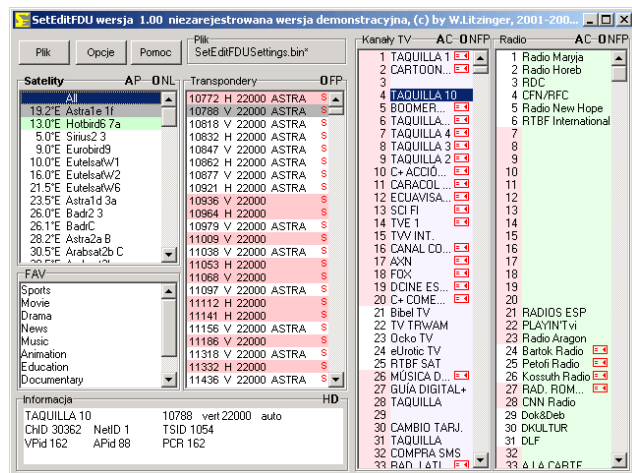 SetEditFDU wersja 1.00 niezarejestrowana wersja demonstracyjna, (c) by W.Litzinger, 2001-200...
Plik
Opcje
Pomoc
Plik
SetEditFDUSettings.bin*
Satelity AP ONL
All
19.2°E Astra1e 1f
13.0°E Hotbird6 7a
5.0°E Sirius2 3
9.0°E Eurobird9
10.0°E EutelsatW1
16.0°E EutelsatW2
21.5°E EutelsatW6
23.5°E Astra1d 3a
26.0°E Badr2 3
26.1°E BadrC
28.2°E Astra2a B
30.5°E Arabsat2b C
FAV
Sports
Movie
Drama
News
Music
Animation
Education
Documentary
Transpondery OFP
10772 H 22000 ASTRA S
10788 V 22000 ASTRA S
10818 V 22000 ASTRA S
10832 H 22000 ASTRA S
10847 V 22000 ASTRA S
10862 H 22000 ASTRA S
10877 V 22000 ASTRA S
10921 H 22000 ASTRA S
10936 V 22000 S
10964 H 22000 S
10979 V 22000 ASTRA S
11009 V 22000 S
11038 V 22000 ASTRA S
11053 H 22000 S
11068 V 22000 S
11097 V 22000 ASTRA S
11112 H 22000 S
11141 H 22000 S
11156 V 22000 ASTRA S
11186 V 22000 S
11318 V 22000 ASTRA S
11332 H 22000 S
11436 V 22000 ASTRA S
Kanały TV AC ONFP
1 TAQUILLA 1
2 CARTOON...
3
4 TAQUILLA 10
5 BOOMER...
6 TAQUILLA...
7 TAQUILLA 4
8 TAQUILLA 3
9 TAQUILLA 2
10 C+ ACCIÓ...
11 CARACOL ...
12 ECUAVISA...
13 SCI FI
14 TVE 1
15 TVV INT.
16 CANAL CO...
17 AXN
18 FOX
19 DCINE ES...
20 C+ COME...
21 Bibel TV
22 TV TRWAM
23 Ocko TV
24 eUrotic TV
25 RTBF SAT
26 MÚSICA D...
27 GUÍA DIGITAL+
28 TAQUILLA
29
30 CAMBIO TARJ.
31 TAQUILLA
32 COMPRA SMS
33 RAD. LATI...
Radio AC ONFP
1 Radio Maryja
2 Radio Horeb
3 RDC
4 CFN/RFC
5 Radio New Hope
6 RTBF International
7
8
9
10
11
12
13
14
15
16
17
18
19
20
21 RADIOS ESP
22 PLAYIN'Tvi
23 Radio Aragon
24 Bartok Radio
25 Petofi Radio
26 Kossuth Radio
27 RAD. ROM...
28 CNN Radio
29 Dok&Deb
30 DKULTUR
31 DLF
32
33 A LA CARTE
Informacja HD
TAQUILLA 10 10788 vert 22000 auto
ChID 30362 NetID 1 TSID 1054
VPid 162 APid 88 PCR 162